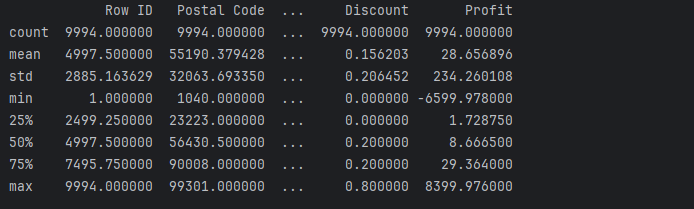 Row ID Postal Code ... Discount Profit
count 9994.000000 9994.000000 ... 9994.000000 9994.000000
mean 4997.500000 55190.379428 ... 0.156203 28.656896
std 2885.163629 32063.693350 ... 0.206452 234.260108
min 1.000000 1040.000000 ... 0.000000 -6599.978000
25% 2499.250000 23223.000000 ... 0.000000 1.728750
50% 4997.500000 56430.500000 ... 0.200000 8.666500
75% 7495.750000 90008.000000 ... 0.200000 29.364000
max 9994.000000 99301.000000 ... 0.800000 8399.976000